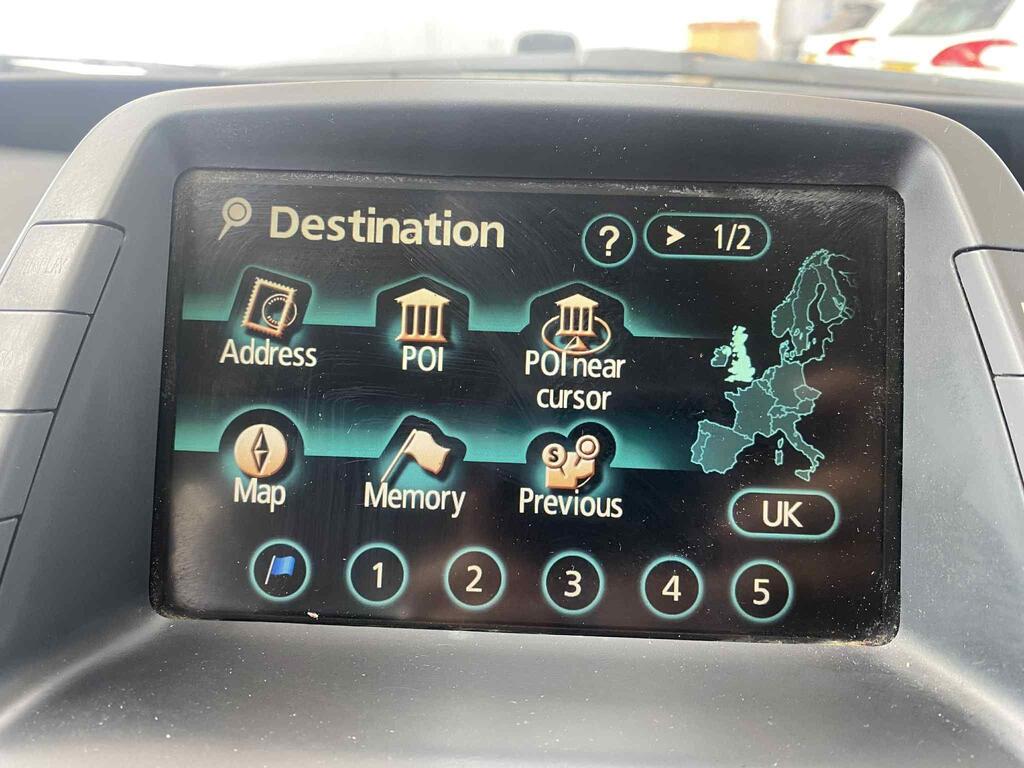 Destination
? > 1/2
Address
POI
POI near
cursor
Map
Memory
S
Previous
UK
1 2 3 4 5